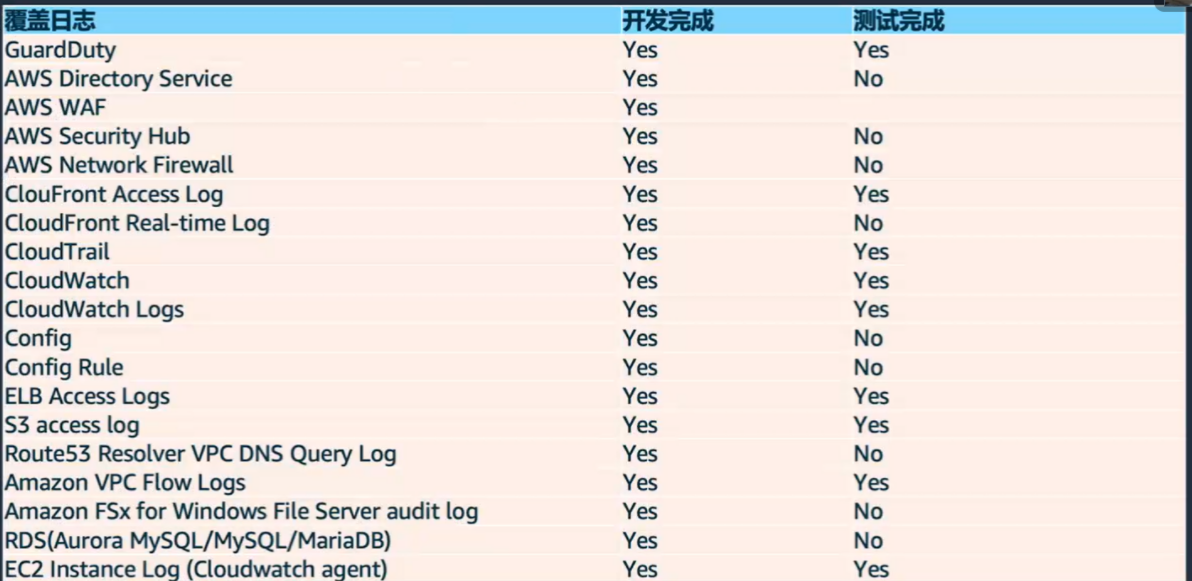 覆盖日志 开发完成 测试完成
GuardDuty Yes Yes
AWS Directory Service Yes No
AWS WAF Yes
AWS Security Hub Yes No
AWS Network Firewall Yes No
ClouFront Access Log Yes Yes
CloudFront Real-time Log Yes No
CloudTrail Yes Yes
CloudWatch Yes Yes
CloudWatch Logs Yes Yes
Config Yes No
Config Rule Yes No
ELB Access Logs Yes Yes
S3 access log Yes Yes
Route53 Resolver VPC DNS Query Log Yes No
Amazon VPC Flow Logs Yes Yes
Amazon FSx for Windows File Server audit log Yes No
RDS(Aurora MySQL/MySQL/MariaDB) Yes No
EC2 Instance Log (Cloudwatch agent) Yes Yes